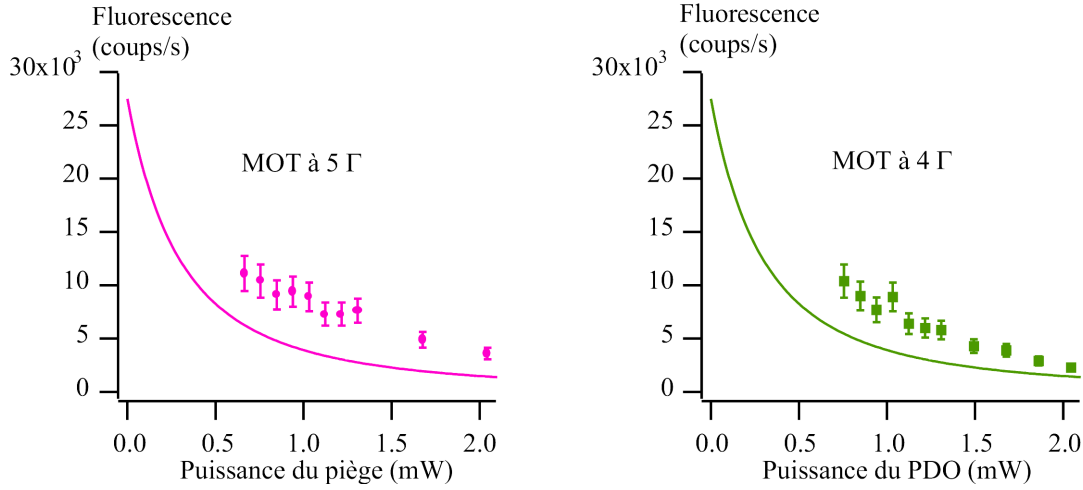 Fluorescence
(coups/s)
30x10³
25
20
15
10
5
0
MOT à 5 Γ
0.0 0.5 1.0 1.5 2.0
Puissance du piège (mW)
Fluorescence
(coups/s)
30x10³
25
20
15
10
5
0
MOT à 4 Γ
0.0 0.5 1.0 1.5 2.0
Puissance du PDO (mW)